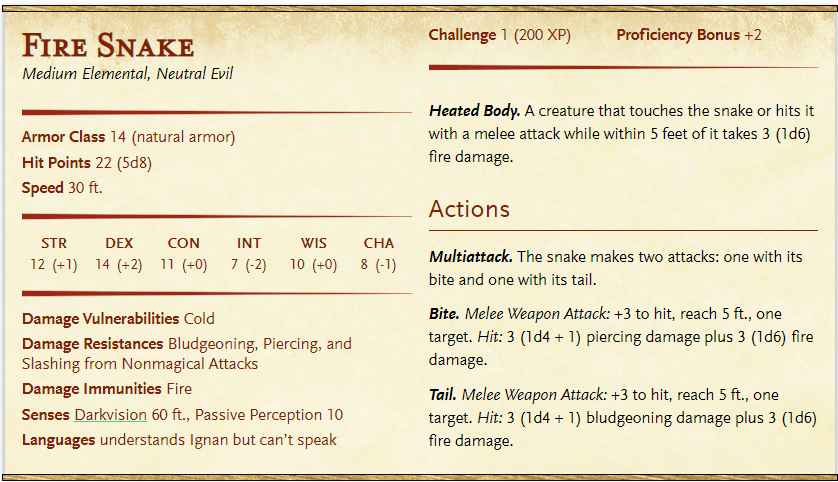 Fire Snake
Medium Elemental, Neutral Evil
Armor Class 14 (natural armor)
Hit Points 22 (5d8)
Speed 30 ft.
STR DEX CON INT WIS CHA
12 (+1) 14 (+2) 11 (+0) 7 (-2) 10 (+0) 8 (-1)
Damage Vulnerabilities Cold
Damage Resistances Bludgeoning, Piercing, and
Slashing from Nonmagical Attacks
Damage Immunities Fire
Senses Darkvision 60 ft., Passive Perception 10
Languages understands Ignan but can't speak
Challenge 1 (200 XP) Proficiency Bonus +2
Heated Body. A creature that touches the snake or hits it
with a melee attack while within 5 feet of it takes 3 (1d6)
fire damage.
Actions
Multiattack. The snake makes two attacks: one with its
bite and one with its tail.
Bite. Melee Weapon Attack: +3 to hit, reach 5 ft., one
target. Hit: 3 (1d4 + 1) piercing damage plus 3 (1d6) fire
damage.
Tail. Melee Weapon Attack: +3 to hit, reach 5 ft., one
target. Hit: 3 (1d4 + 1) bludgeoning damage plus 3 (1d6)
fire damage.